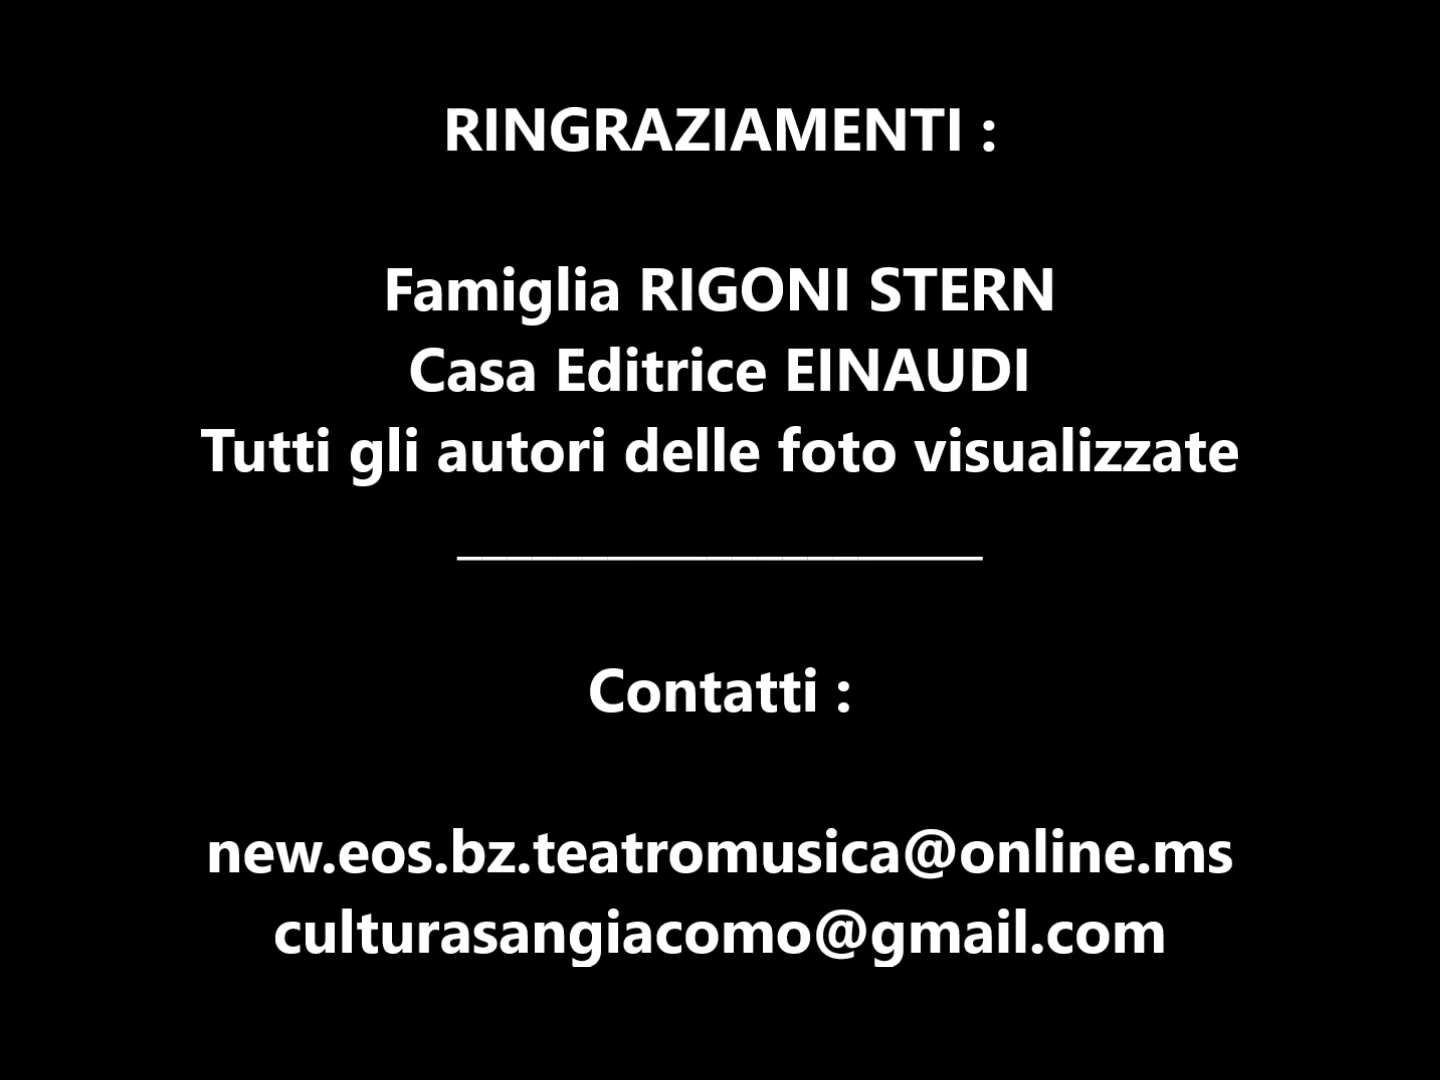 RINGRAZIAMENTI :
Famiglia RIGONI STERN
Casa Editrice EINAUDI
Tutti gli autori delle foto visualizzate
Contatti :
new.eos.bz.teatromusica@online.ms
culturasangiacomo@gmail.com